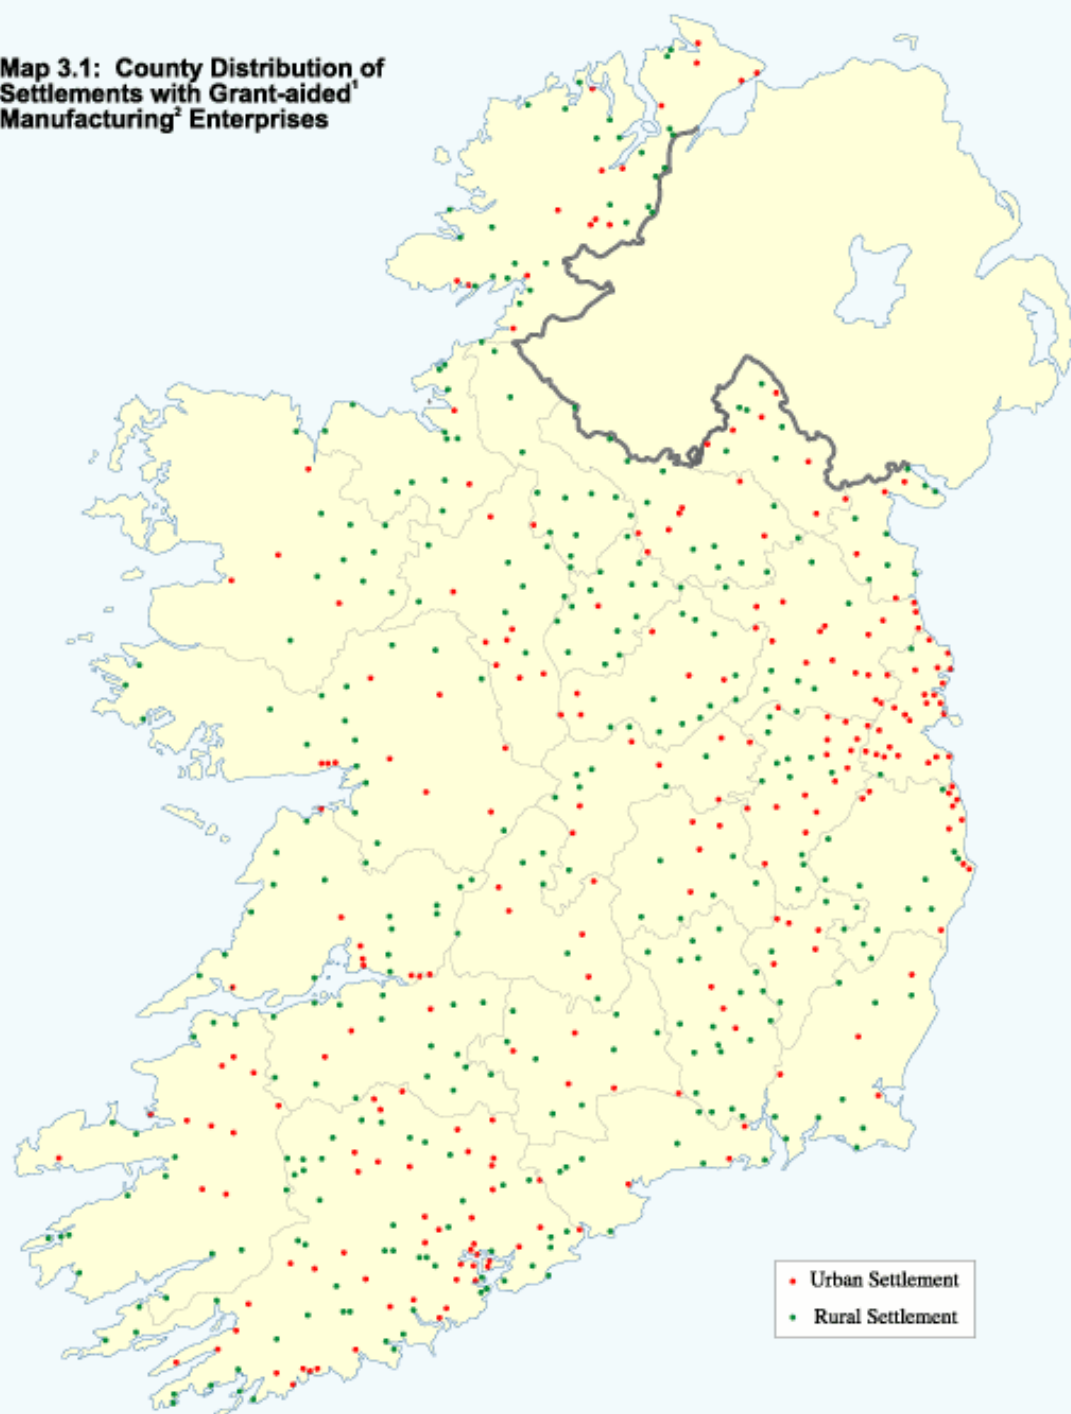 Map 3.1: County Distribution of
Settlements with Grant-aided¹
Manufacturing² Enterprises
Urban Settlement
Rural Settlement